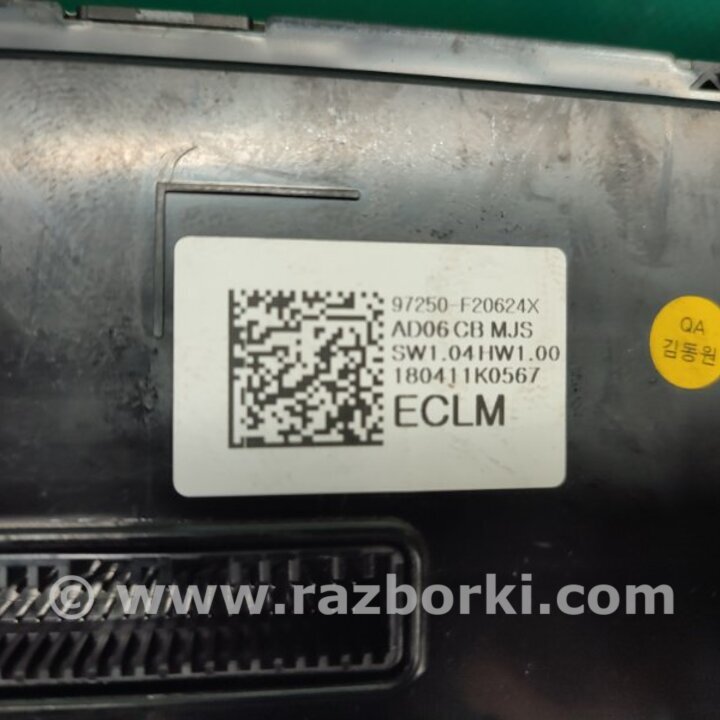 97250-F20624X
AD06 CB MJS
SW1.04HW1.00
180411K0567
ECLM
QA
김동원
© www.razborki.com